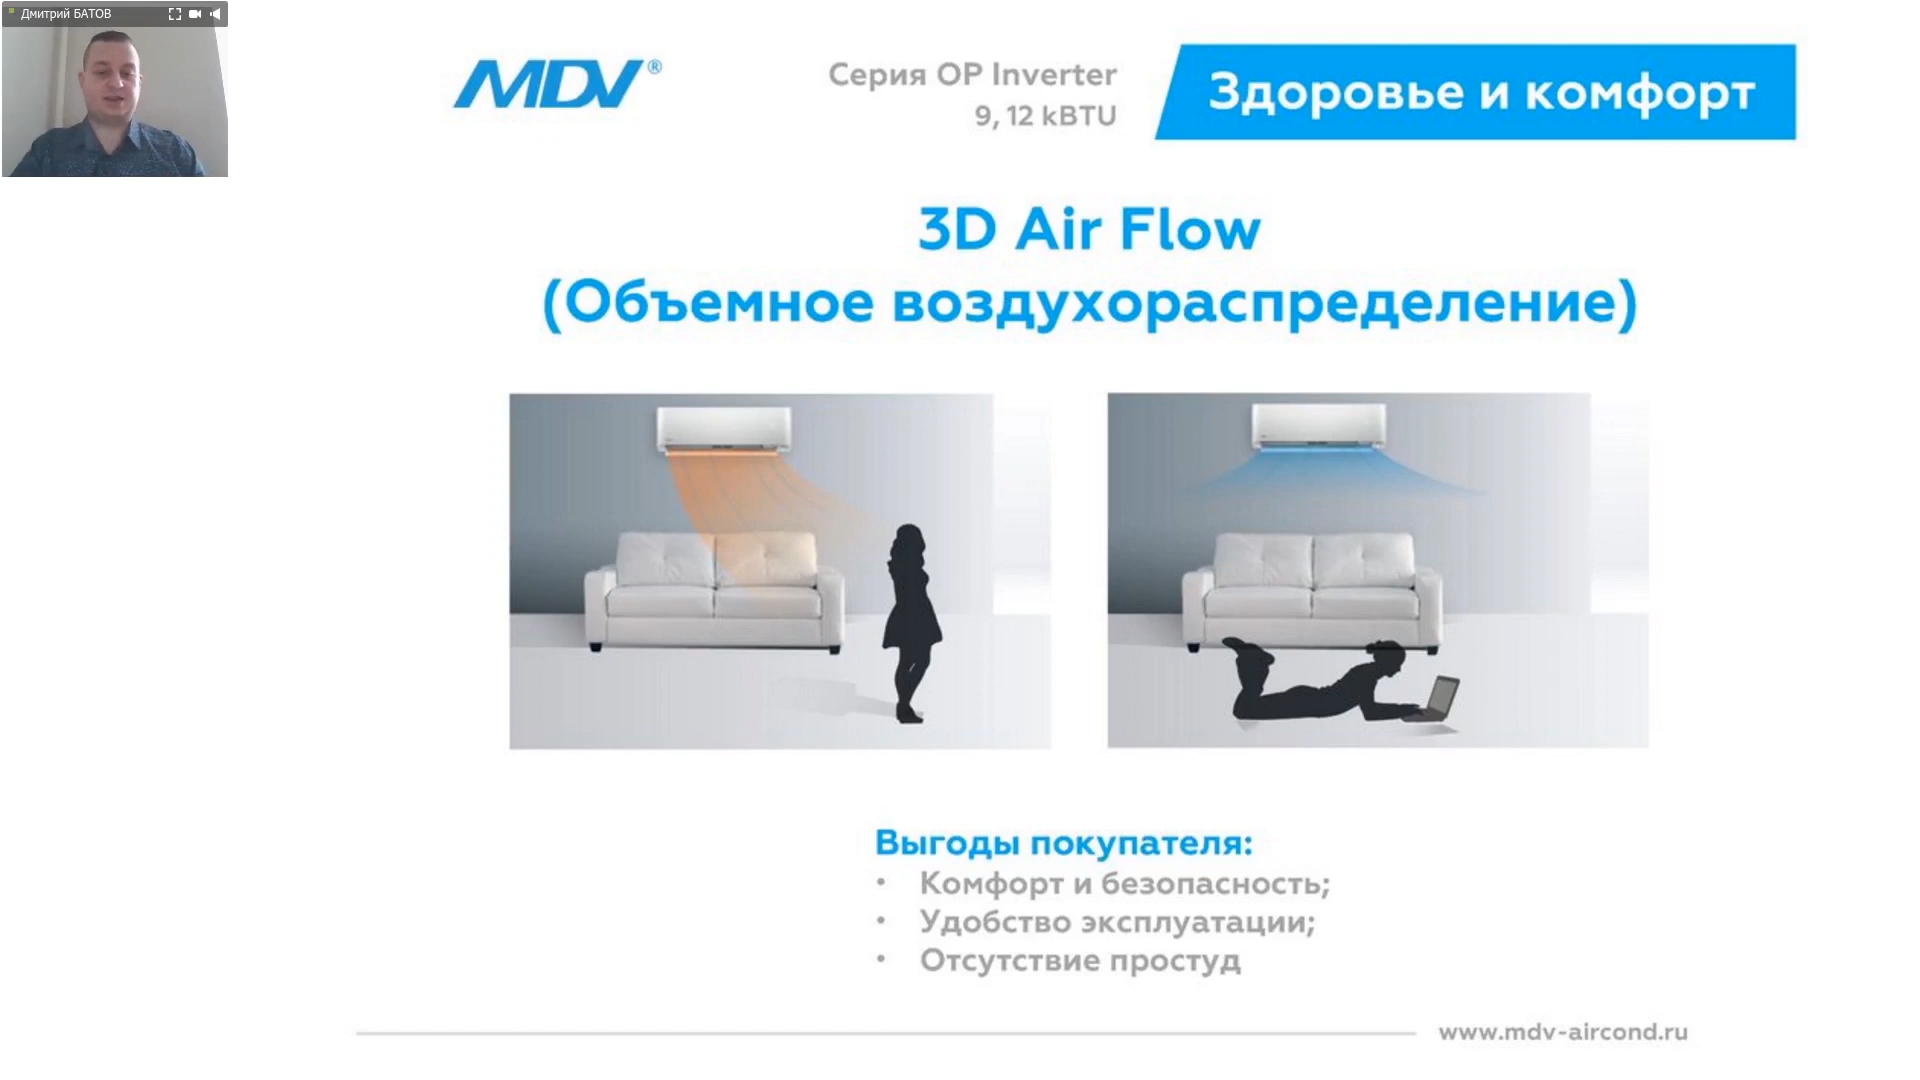 Дмитрий БАТОВ
MDV®
Серия OP Inverter
9, 12 kBTU
Здоровье и комфорт
3D Air Flow
(Объемное воздухораспределение)
Выгоды покупателя:
• Комфорт и безопасность;
• Удобство эксплуатации;
• Отсутствие простуд
www.mdv-aircond.ru